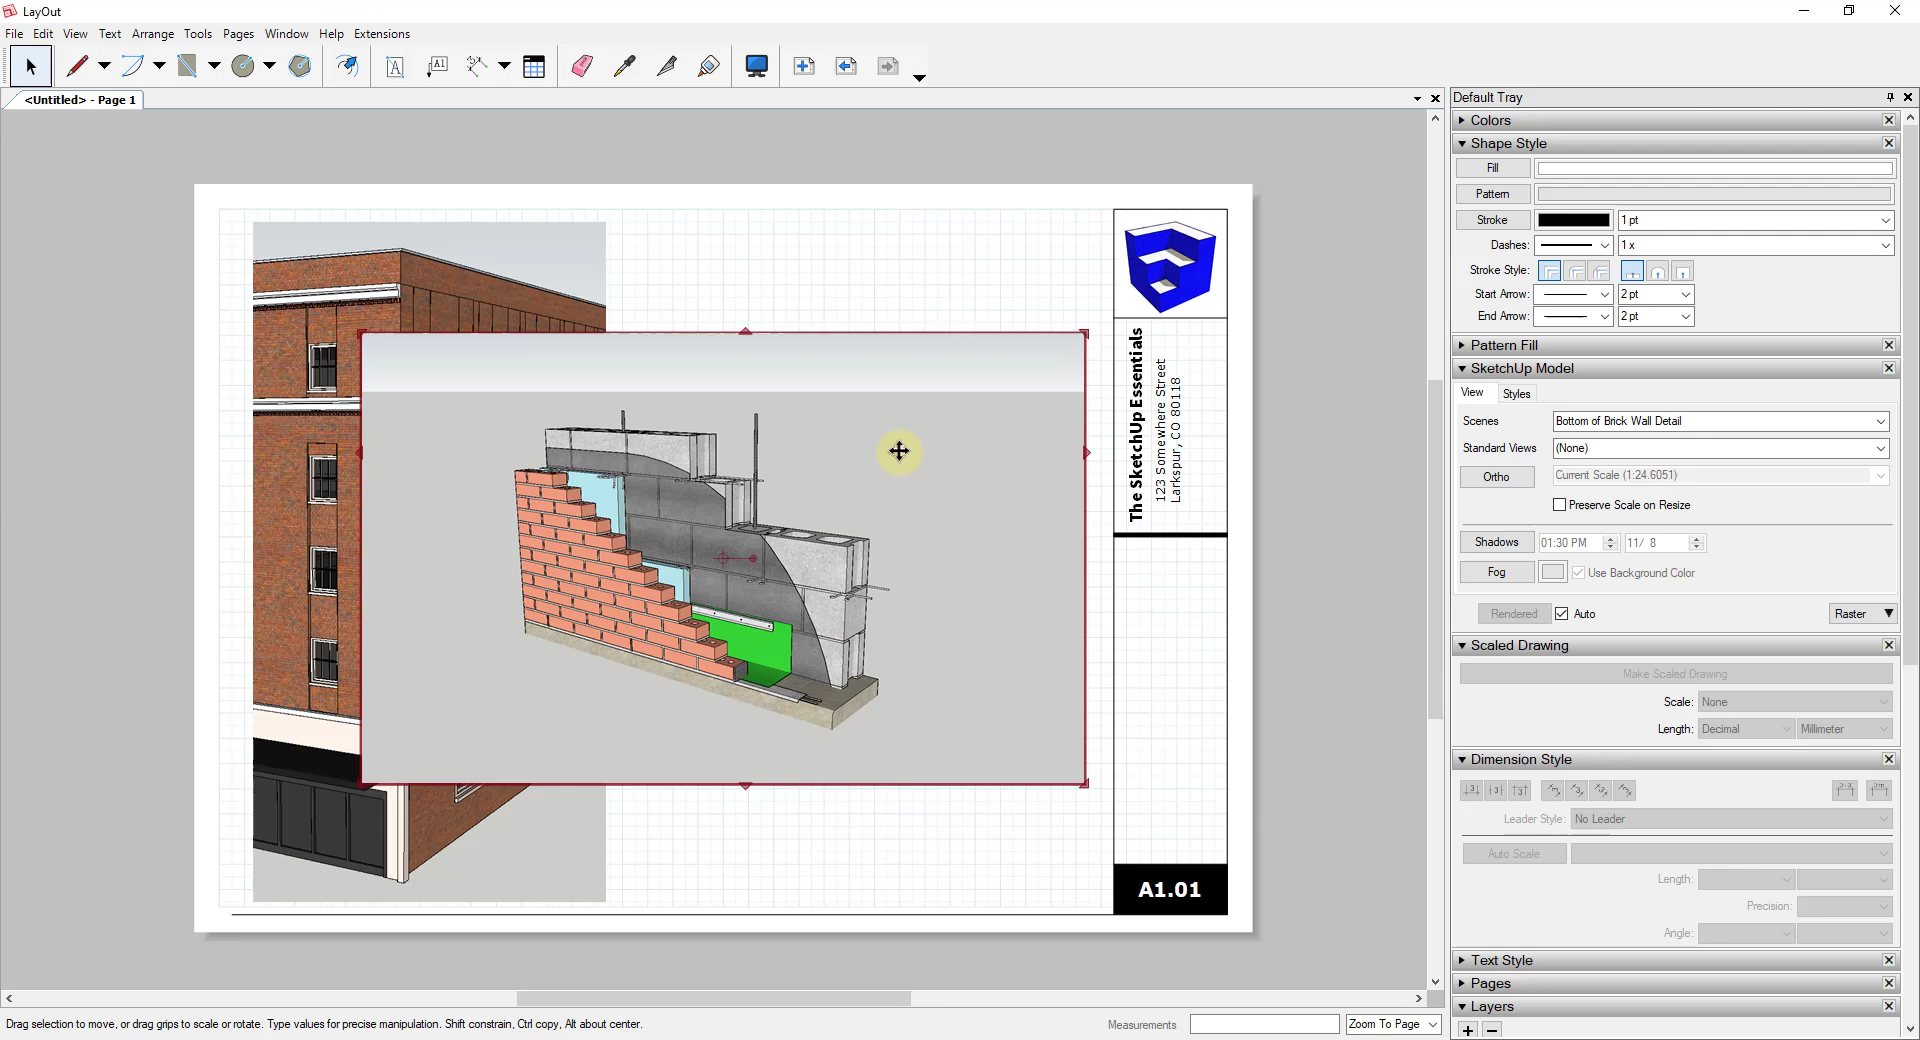 LayOut
File Edit View Text Arrange Tools Pages Window Help Extensions
A
A1
<Untitled> - Page 1
Default Tray
Colors
Shape Style
Fill
Pattern
Stroke
1 pt
Dashes:
1 x
Stroke Style:
Start Arrow:
2 pt
End Arrow:
2 pt
Pattern Fill
SketchUp Model
View
Styles
Scenes
Bottom of Brick Wall Detail
Standard Views
(None)
Ortho
Current Scale (1:24.6051)
Preserve Scale on Resize
Shadows
01:30 PM
11/ 8
Fog
Use Background Color
Rendered
Auto
Raster
Scaled Drawing
Make Scaled Drawing
Scale:
None
Length:
Decimal
Millimeter
Dimension Style
Leader Style:
No Leader
Auto Scale
Length:
Precision:
Angle:
Text Style
Pages
Layers
The SketchUp Essentials
123 Somewhere Street
Larkspur, CO 80118
A1.01
Drag selection to move, or drag grips to scale or rotate. Type values for precise manipulation. Shift constrain, Ctrl copy, Alt about center.
Measurements
Zoom To Page